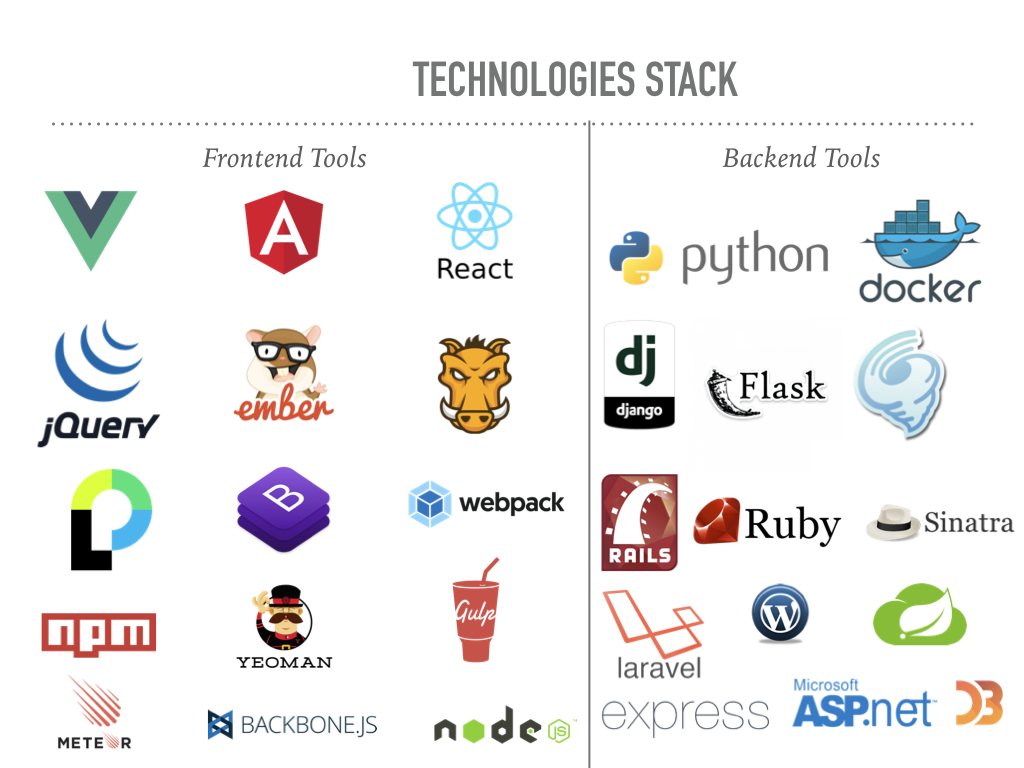 TECHNOLOGIES STACK
Frontend Tools
React
jQuery
ember
B
webpack
npm
YEOMAN
Gulp
METEOR
BACKBONE.JS
node
JS
Backend Tools
python
docker
dj
django
Flask
RAILS
Ruby
Sinatra
laravel
W
express
Microsoft
ASP.net
D3
A